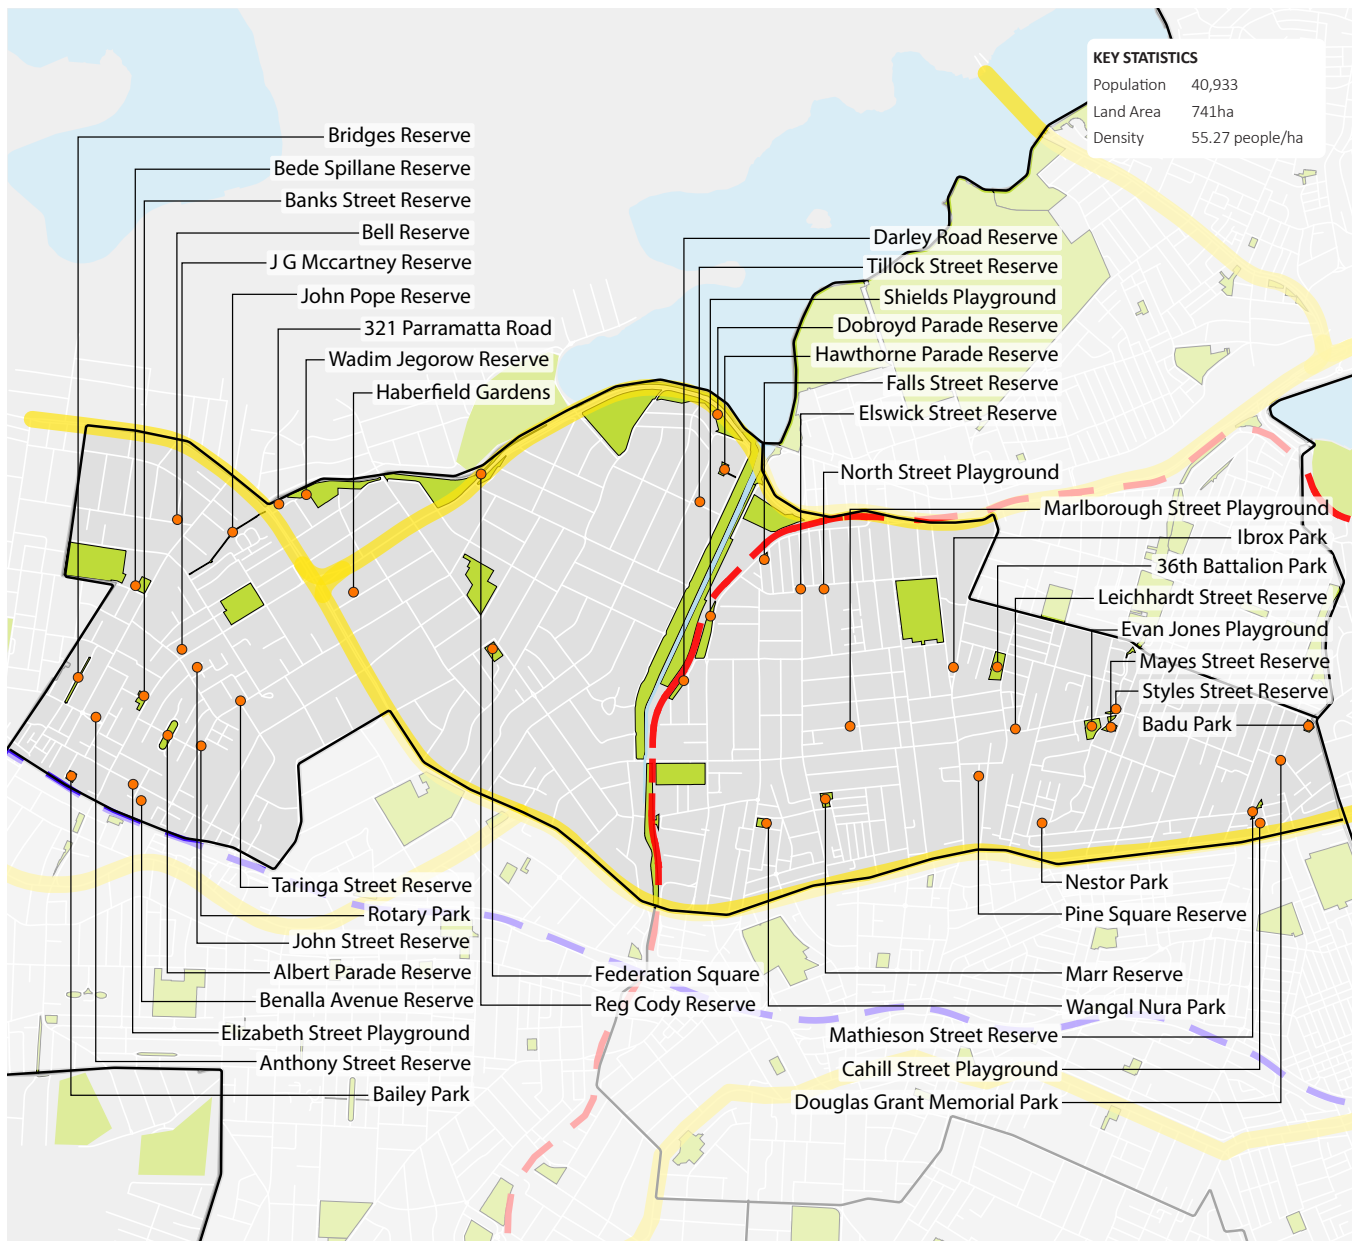 KEY STATISTICS
Population 40,933
Land Area 741ha
Density 55.27 people/ha
Bridges Reserve
Bede Spillane Reserve
Banks Street Reserve
Bell Reserve
J G Mccartney Reserve
John Pope Reserve
321 Parramatta Road
Wadim Jegorow Reserve
Haberfield Gardens
Darley Road Reserve
Tillock Street Reserve
Shields Playground
Dobroyd Parade Reserve
Hawthorne Parade Reserve
Falls Street Reserve
Elswick Street Reserve
North Street Playground
Marlborough Street Playground
Ibrox Park
36th Battalion Park
Leichhardt Street Reserve
Evan Jones Playground
Mayes Street Reserve
Styles Street Reserve
Badu Park
Taringa Street Reserve
Rotary Park
John Street Reserve
Albert Parade Reserve
Benalla Avenue Reserve
Elizabeth Street Playground
Anthony Street Reserve
Bailey Park
Federation Square
Reg Cody Reserve
Nestor Park
Pine Square Reserve
Marr Reserve
Wangal Nura Park
Mathieson Street Reserve
Cahill Street Playground
Douglas Grant Memorial Park